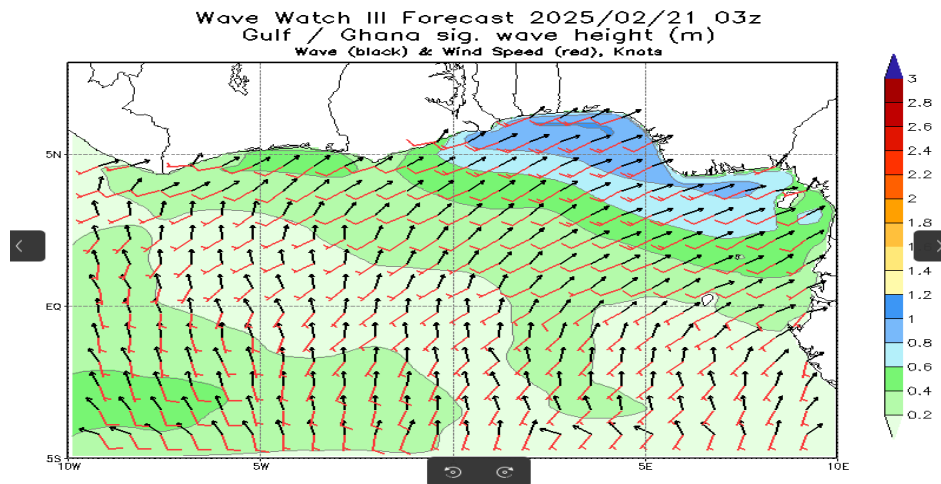 Wave Watch III Forecast 2025/02/21 03z
Gulf / Ghana sig. wave height (m)
Wave (black) & Wind Speed (red), Knots
5N
EQ
5S
10W
5W
5E
10E
3
2.8
2.6
2.4
2.2
2
1.8
1.4
1.2
1
0.8
0.6
0.4
0.2